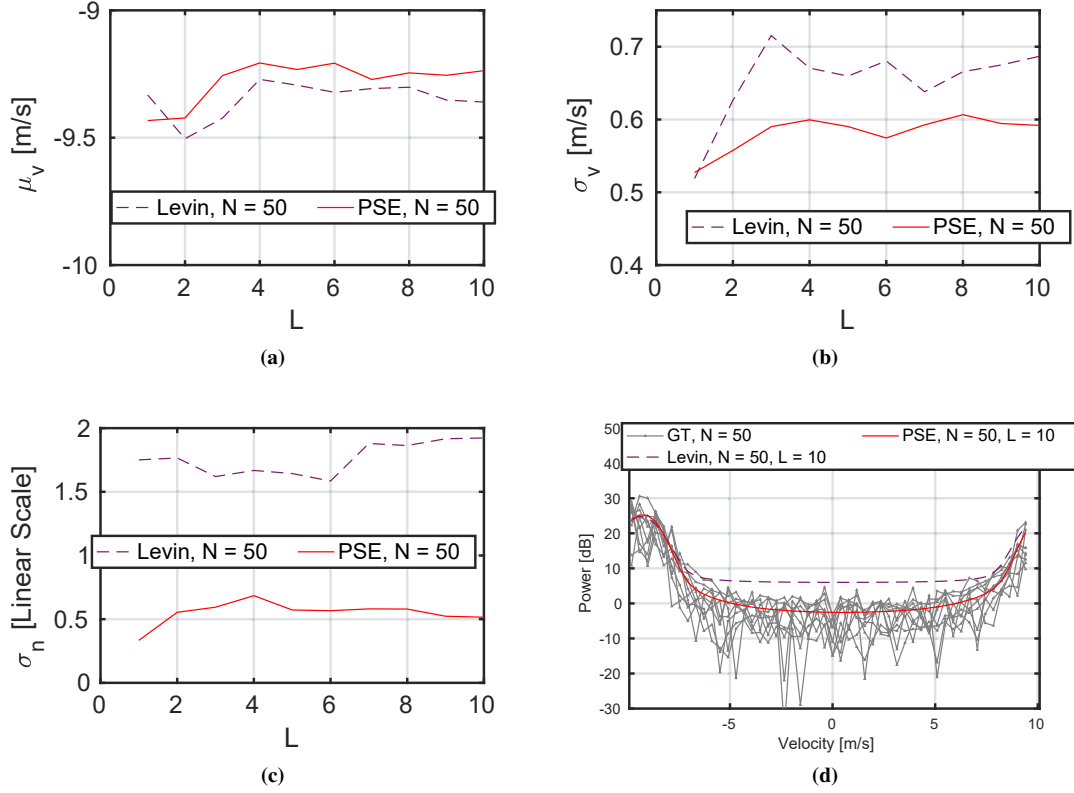 -9
-9.5
-10
μ_v [m/s]
Levin, N = 50 PSE, N = 50
0 2 4 6 8 10
L
(a)
0.7
0.6
0.5
0.4
σ_v [m/s]
Levin, N = 50 PSE, N = 50
0 2 4 6 8 10
L
(b)
2
1.5
1
0.5
0
σ_n [Linear Scale]
Levin, N = 50 PSE, N = 50
0 2 4 6 8 10
L
(c)
50
40
30
20
10
0
-10
-20
-30
Power [dB]
GT, N = 50 PSE, N = 50, L = 10
Levin, N = 50, L = 10
-5 0 5 10
Velocity [m/s]
(d)